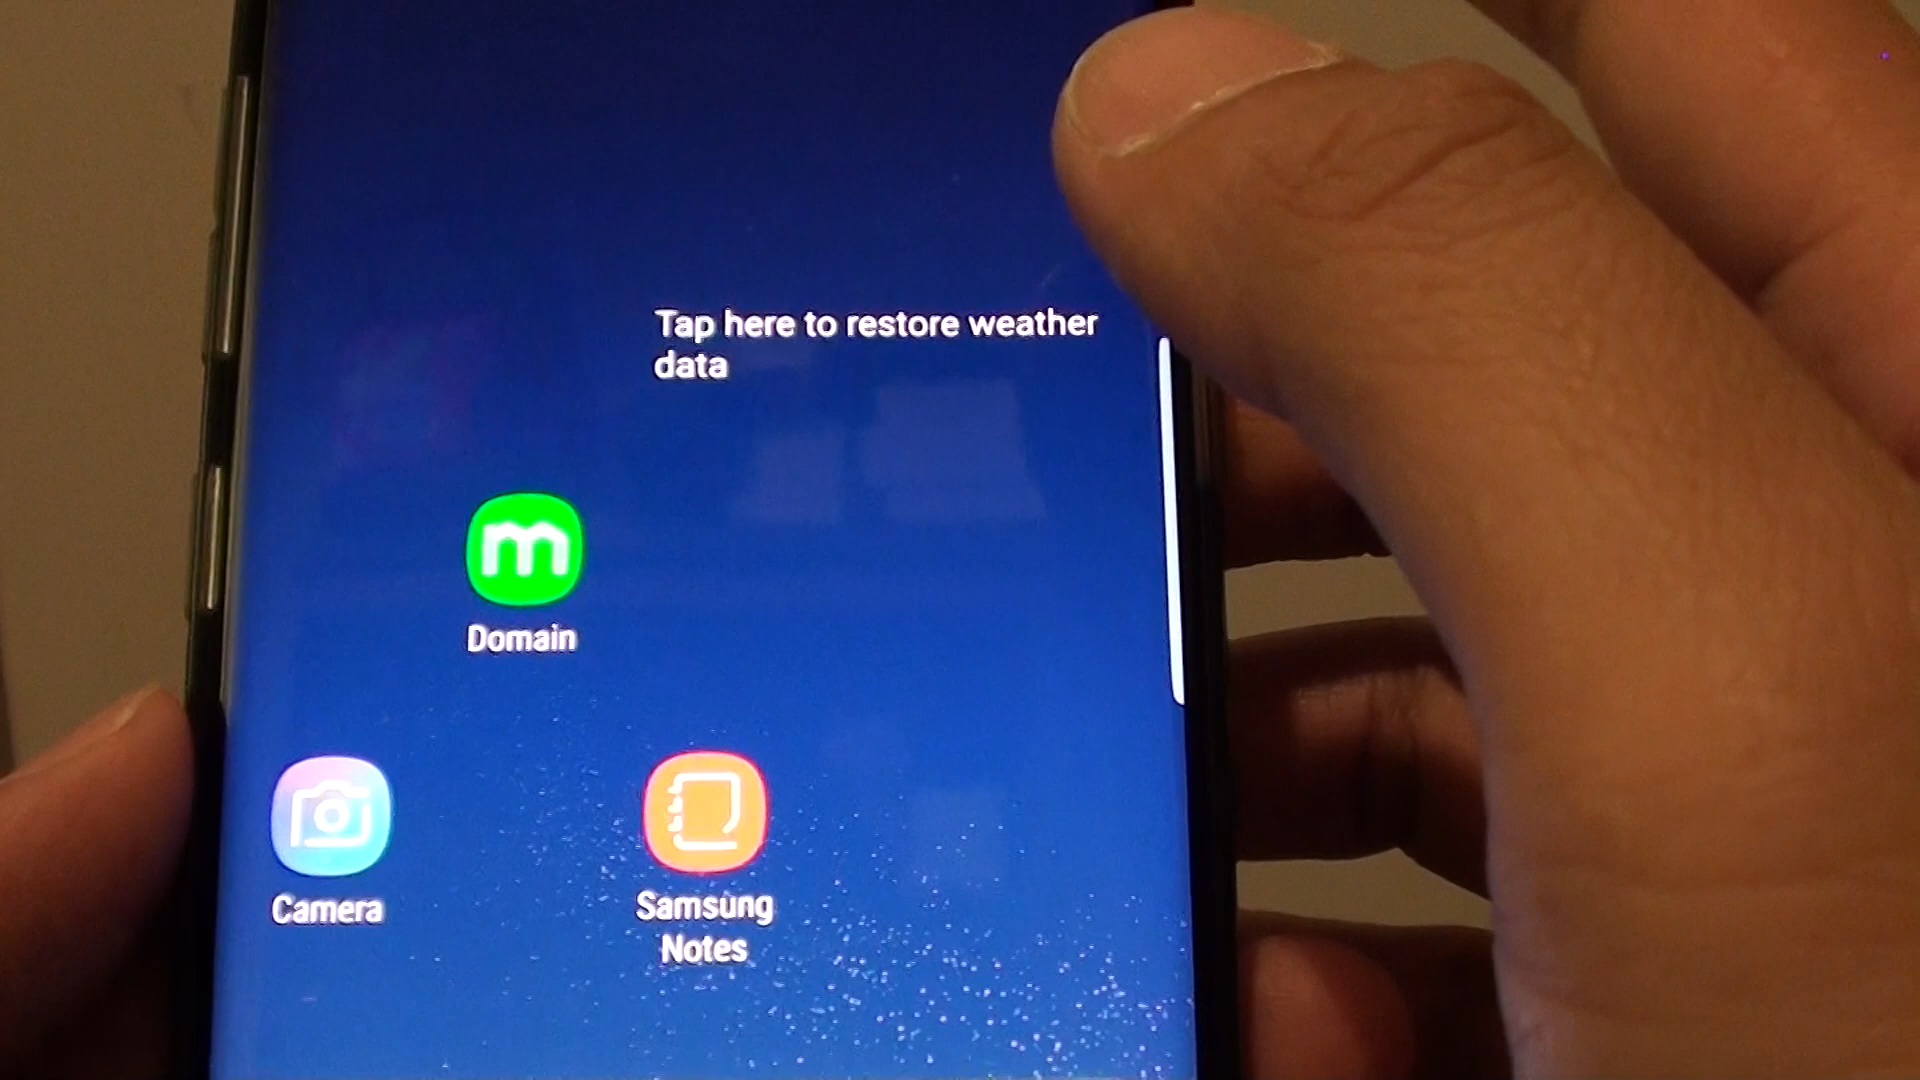 Tap here to restore weather
data
m
Domain
Camera
Samsung
Notes